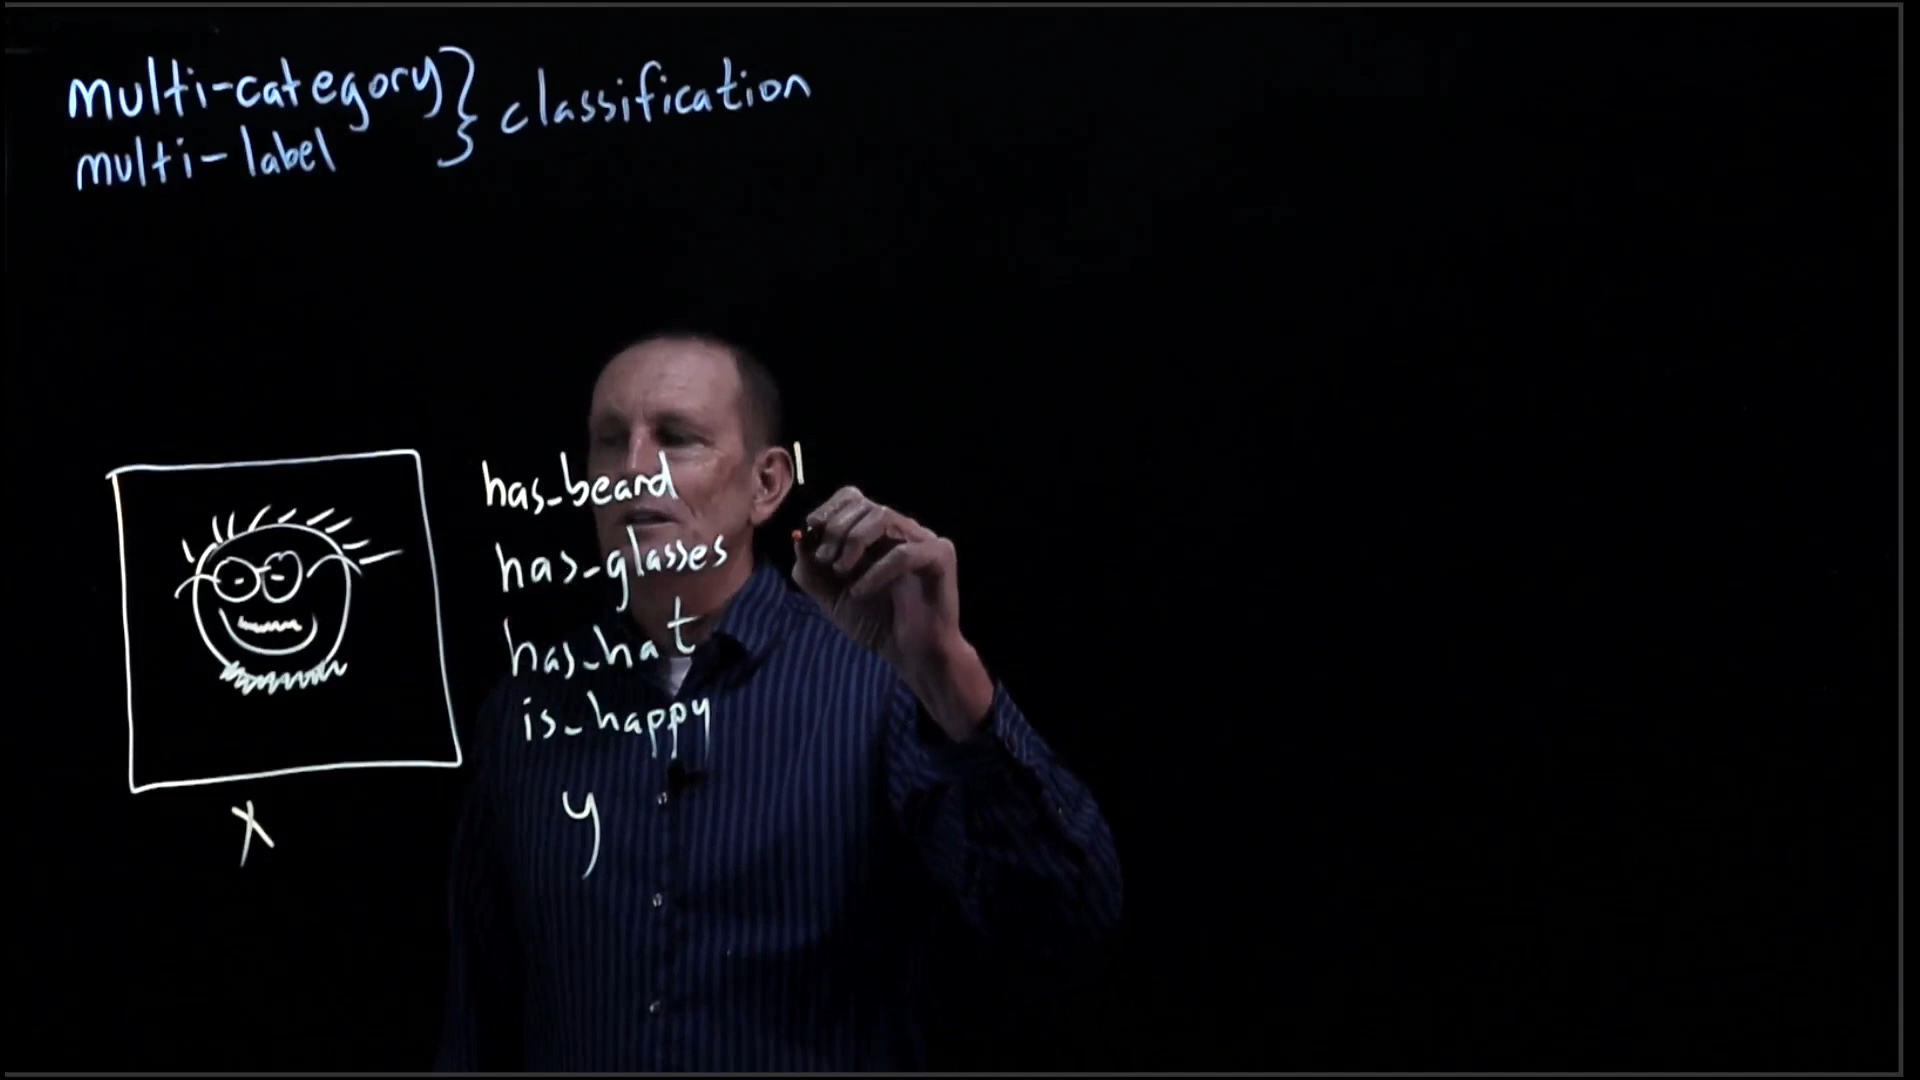 multi-category } classification
multi-label
has_beard 1
has_glasses
has_hat
is_happy
x
y